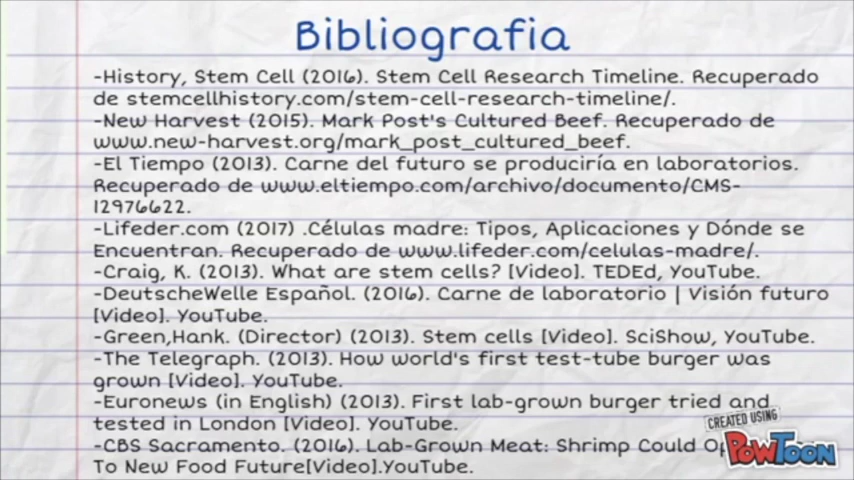 Bibliografia
-History, Stem Cell (2016). Stem Cell Research Timeline. Recuperado
de stemcellhistory.com/stem-cell-research-timeline/.
-New Harvest (2015). Mark Post's Cultured Beef. Recuperado de
www.new-harvest.org/mark_post_cultured_beef.
-El Tiempo (2013). Carne del futuro se produciría en laboratorios.
Recuperado de www.eltiempo.com/archivo/documento/CMS-
12976622.
-Lifeder.com (2017) .Células madre: Tipos, Aplicaciones y Dónde se
Encuentran. Recuperado de www.lifeder.com/celulas-madre/.
-Craig, K. (2013). What are stem cells? [Video]. TEDEd, YouTube.
-DeutscheWelle Español. (2016). Carne de laboratorio | Visión futuro
[Video]. YouTube.
-Green,Hank. (Director) (2013). Stem cells [Video]. SciShow, YouTube.
-The Telegraph. (2013). How world's first test-tube burger was
grown [Video]. YouTube.
-Euronews (in English) (2013). First lab-grown burger tried and
tested in London [Video]. YouTube.
-CBS Sacramento. (2016). Lab-Grown Meat: Shrimp Could
To New Food Future[Video].YouTube.
CREATED USING
POWTOON